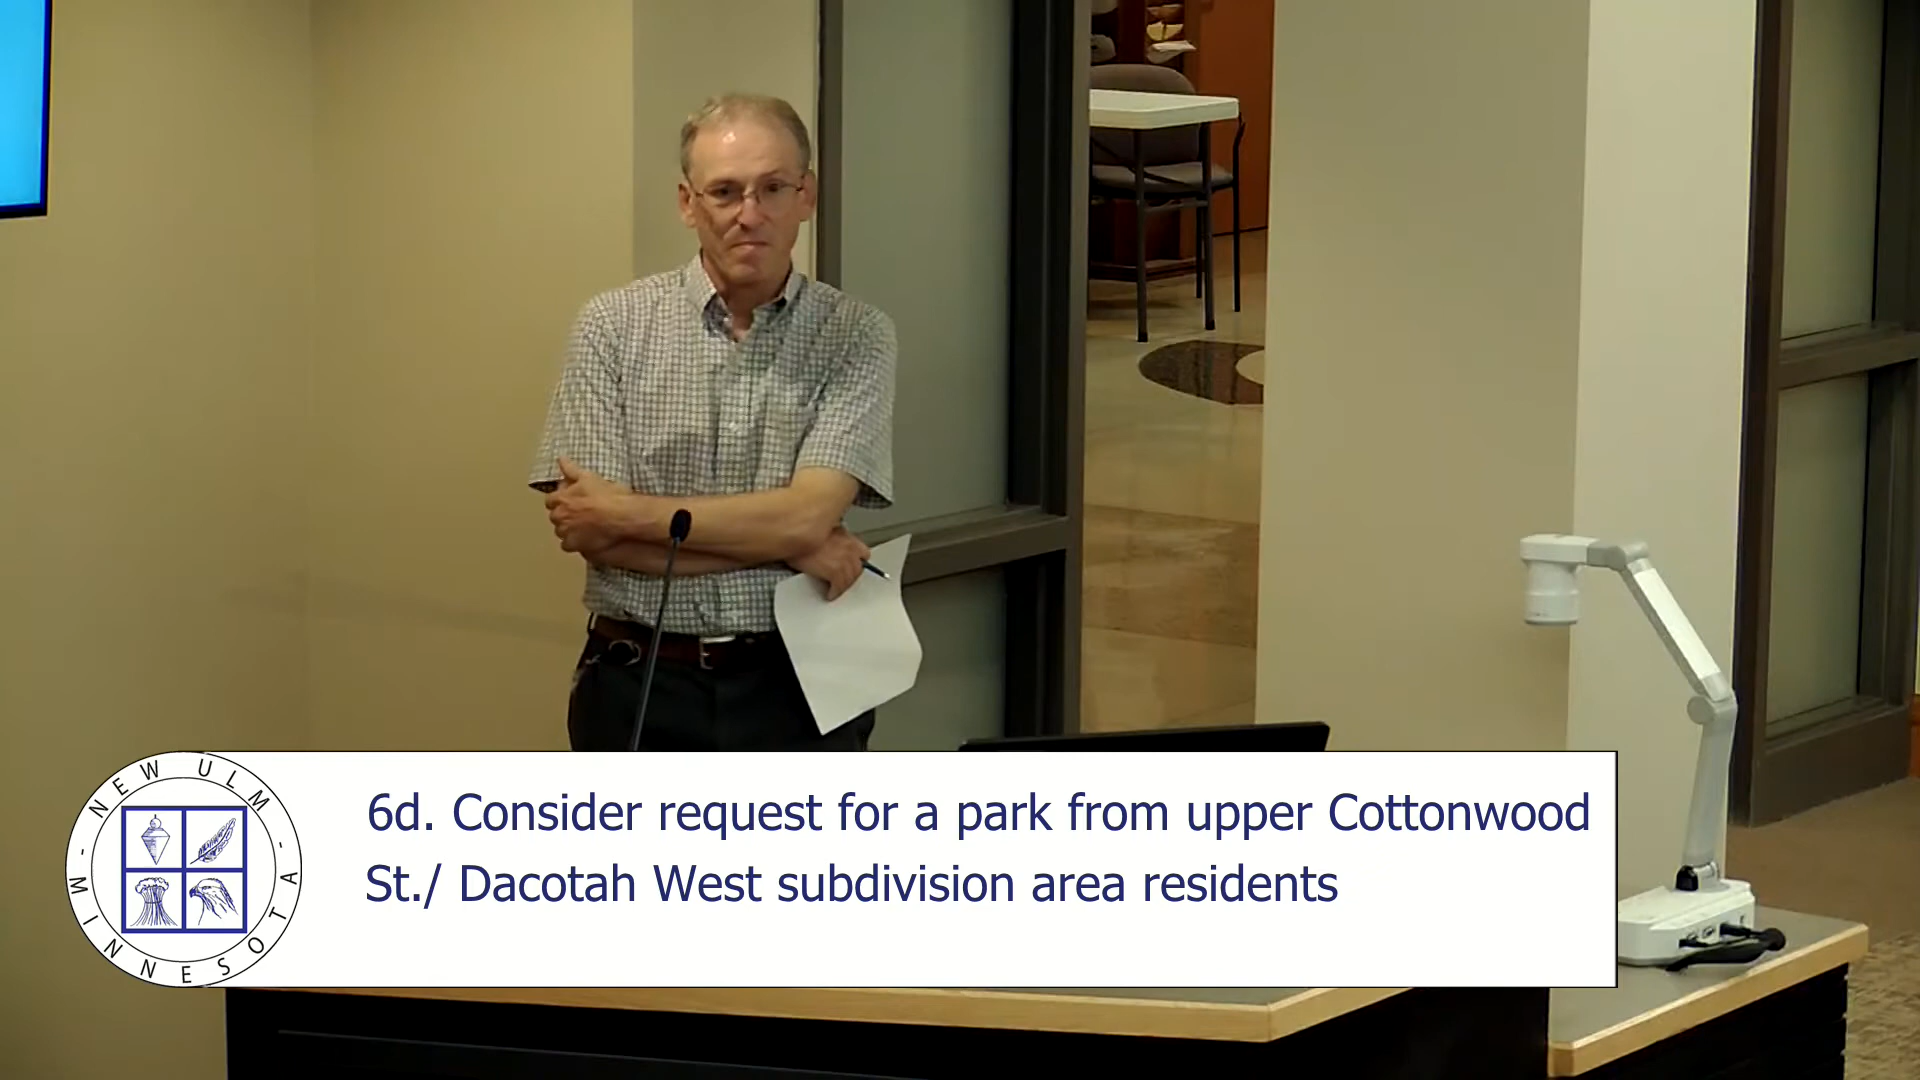 NEW ULM
MINNESOTA
6d. Consider request for a park from upper Cottonwood
St./ Dacotah West subdivision area residents